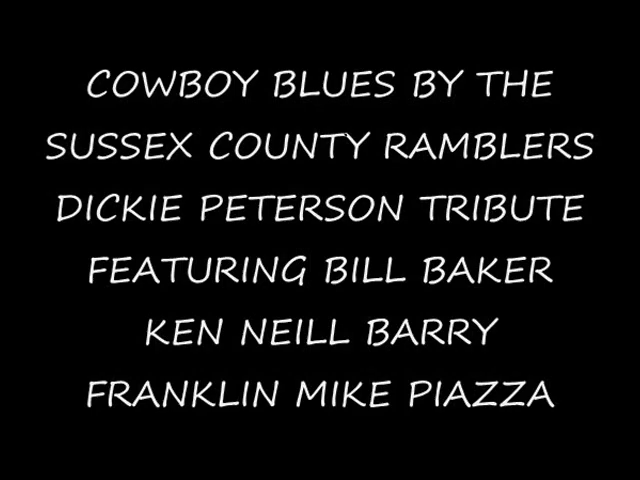 COWBOY BLUES BY THE
SUSSEX COUNTY RAMBLERS
DICKIE PETERSON TRIBUTE
FEATURING BILL BAKER
KEN NEILL BARRY
FRANKLIN MIKE PIAZZA